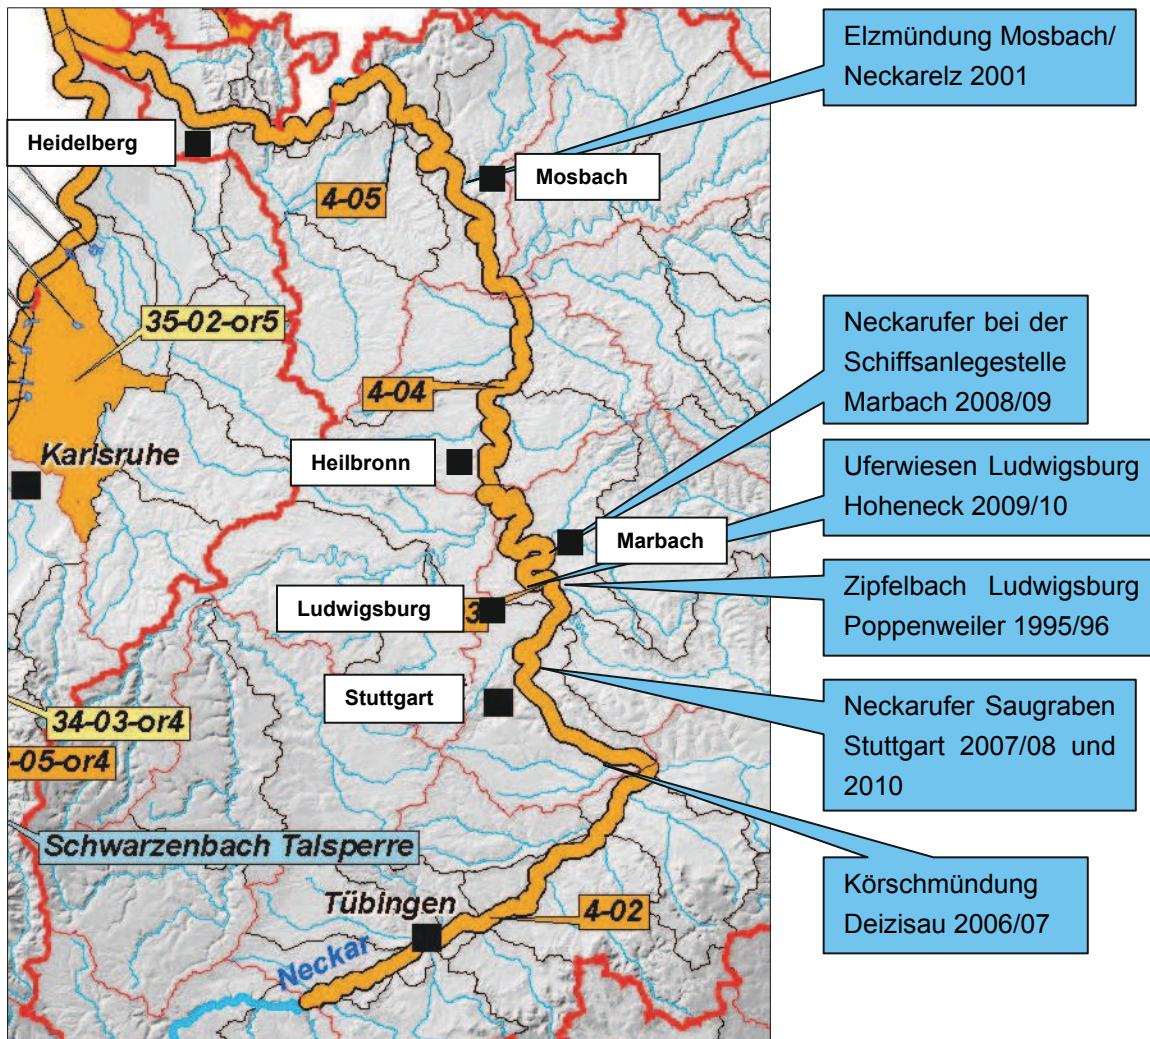 Elzmündung Mosbach/
Neckarelz 2001
Heidelberg
Mosbach
4-05
35-02-or5
Neckarufer bei der
Schiffsanlegestelle
Marbach 2008/09
4-04
Karlsruhe
Heilbronn
Uferwiesen Ludwigsburg
Hoheneck 2009/10
Marbach
Zipfelbach Ludwigsburg
Poppenweiler 1995/96
Ludwigsburg
3
Stuttgart
Neckarufer Saugraben
Stuttgart 2007/08 und
2010
34-03-or4
-05-or4
Schwarzenbach Talsperre
Körschmündung
Deizisau 2006/07
Tübingen
4-02
Neckar